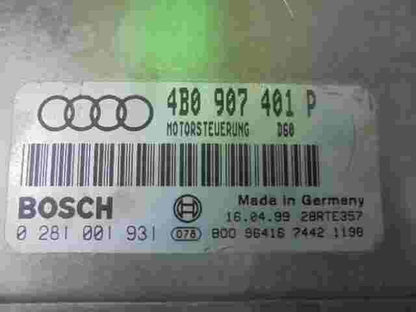 4B0 907 401 P
MOTORSTEUERUNG D60
BOSCH
Made in Germany
16.04.99 28RTE357
0 281 001 931
078
800 96416 7442 1198